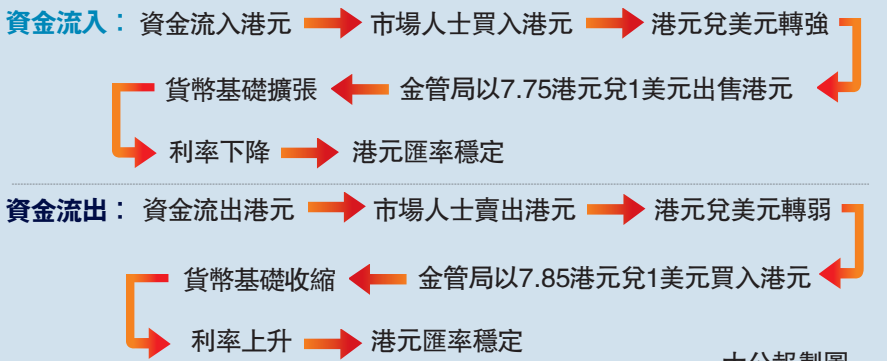 資金流入：資金流入港元 市場人士買入港元 港元兌美元轉強
貨幣基礎擴張 金管局以7.75港元兌1美元出售港元
利率下降 港元匯率穩定
資金流出：資金流出港元 市場人士賣出港元 港元兌美元轉弱
貨幣基礎收縮 金管局以7.85港元兌1美元買入港元
利率上升 港元匯率穩定